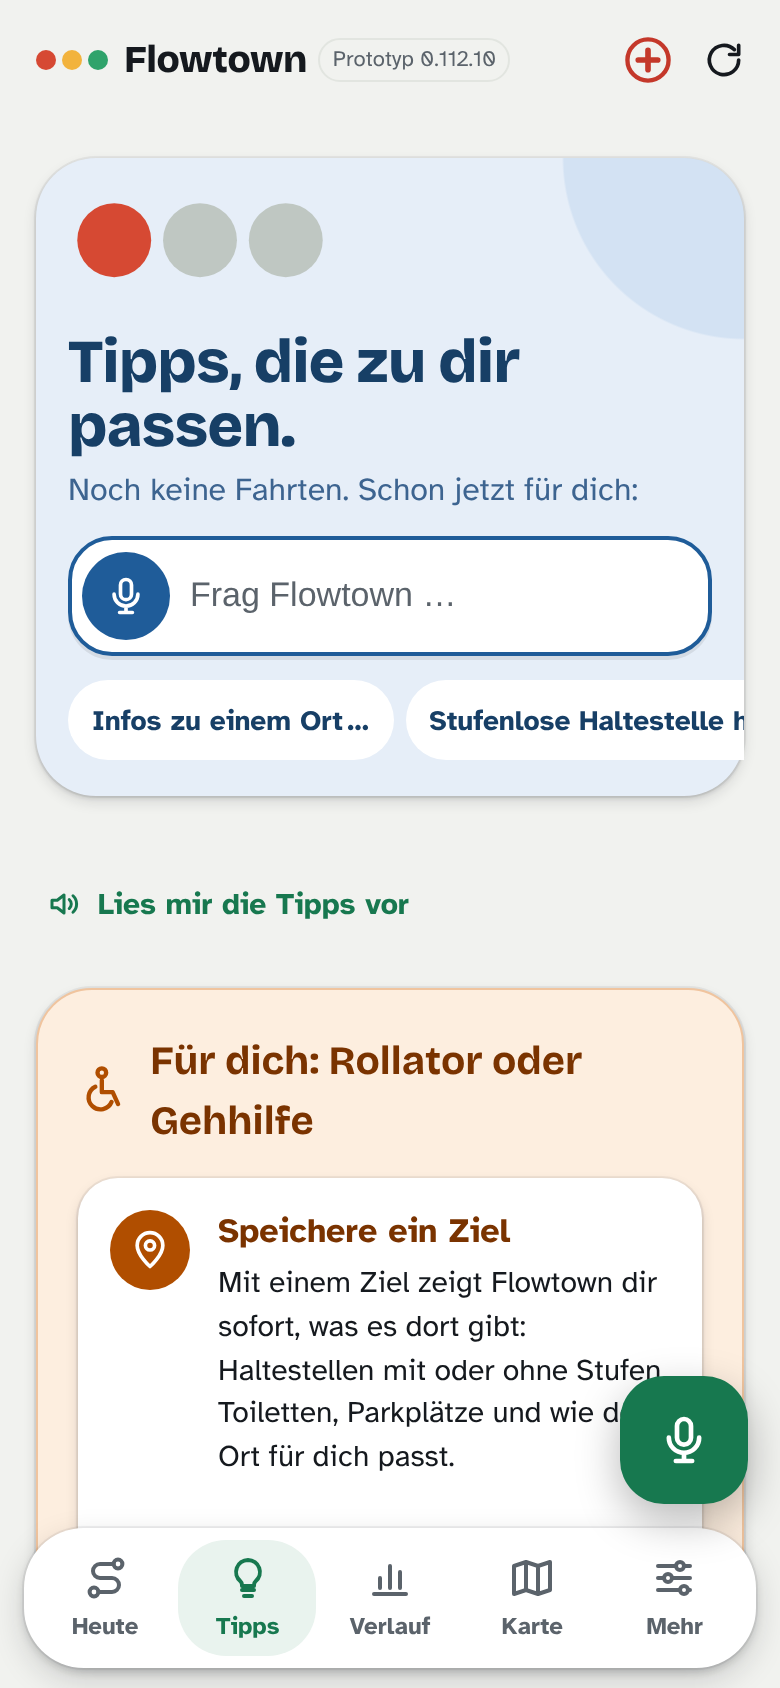 Flowtown
Prototyp 0.112.10
Tipps, die zu dir
passen.
Noch keine Fahrten. Schon jetzt für dich:
Frag Flowtown …
Infos zu einem Ort …
Stufenlose Haltestelle
Lies mir die Tipps vor
Für dich: Rollator oder
Gehhilfe
Speichere ein Ziel
Mit einem Ziel zeigt Flowtown dir
sofort, was es dort gibt:
Haltestellen mit oder ohne Stufen
Toiletten, Parkplätze und wie
Ort für dich passt.
Heute
Tipps
Verlauf
Karte
Mehr